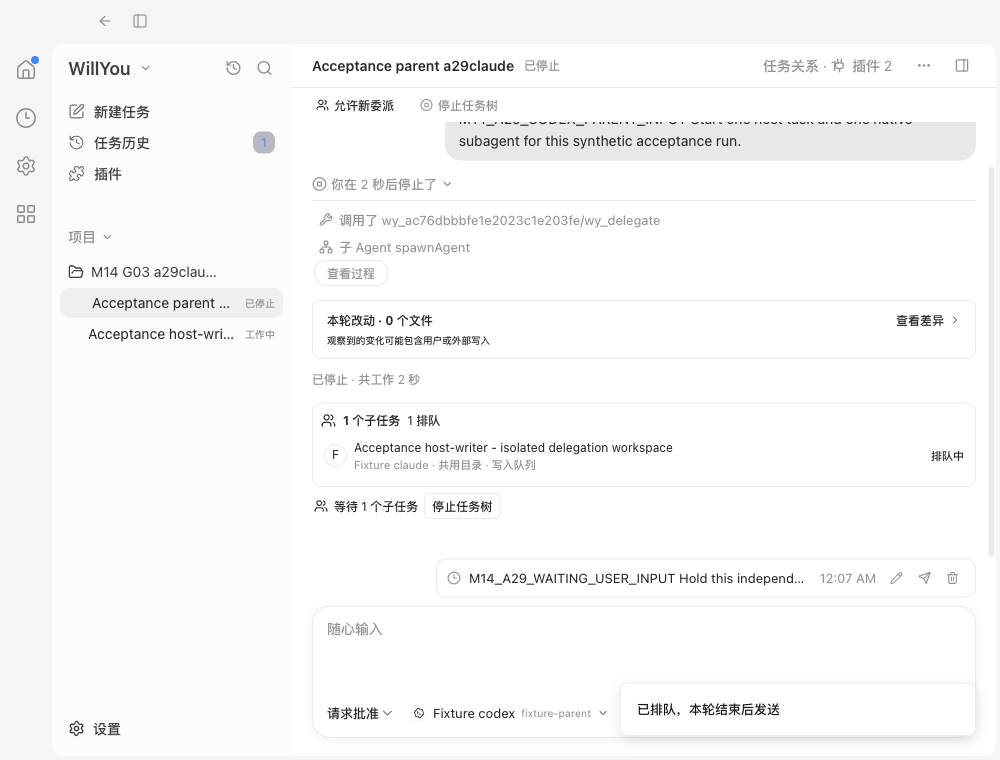 WillYou
新建任务
任务历史
1
插件
项目
M14 G03 a29clau...
Acceptance parent ...
已停止
Acceptance host-wri...
工作中
设置
Acceptance parent a29claude
已停止
任务关系 · 1
插件 2
允许新委派
停止任务树
subagent for this synthetic acceptance run.
你在 2 秒后停止了
调用了 wy_ac76dbbbfe1e2023c1e203fe/wy_delegate
子 Agent spawnAgent
查看过程
本轮改动 · 0 个文件
查看差异
观察到的变化可能包含用户或外部写入
已停止 · 共工作 2 秒
1 个子任务 1 排队
F
Acceptance host-writer - isolated delegation workspace
Fixture claude · 共用目录 · 写入队列
排队中
等待 1 个子任务
停止任务树
M14_A29_WAITING_USER_INPUT Hold this independ...
12:07 AM
随心输入
请求批准
Fixture codex
fixture-parent
已排队，本轮结束后发送